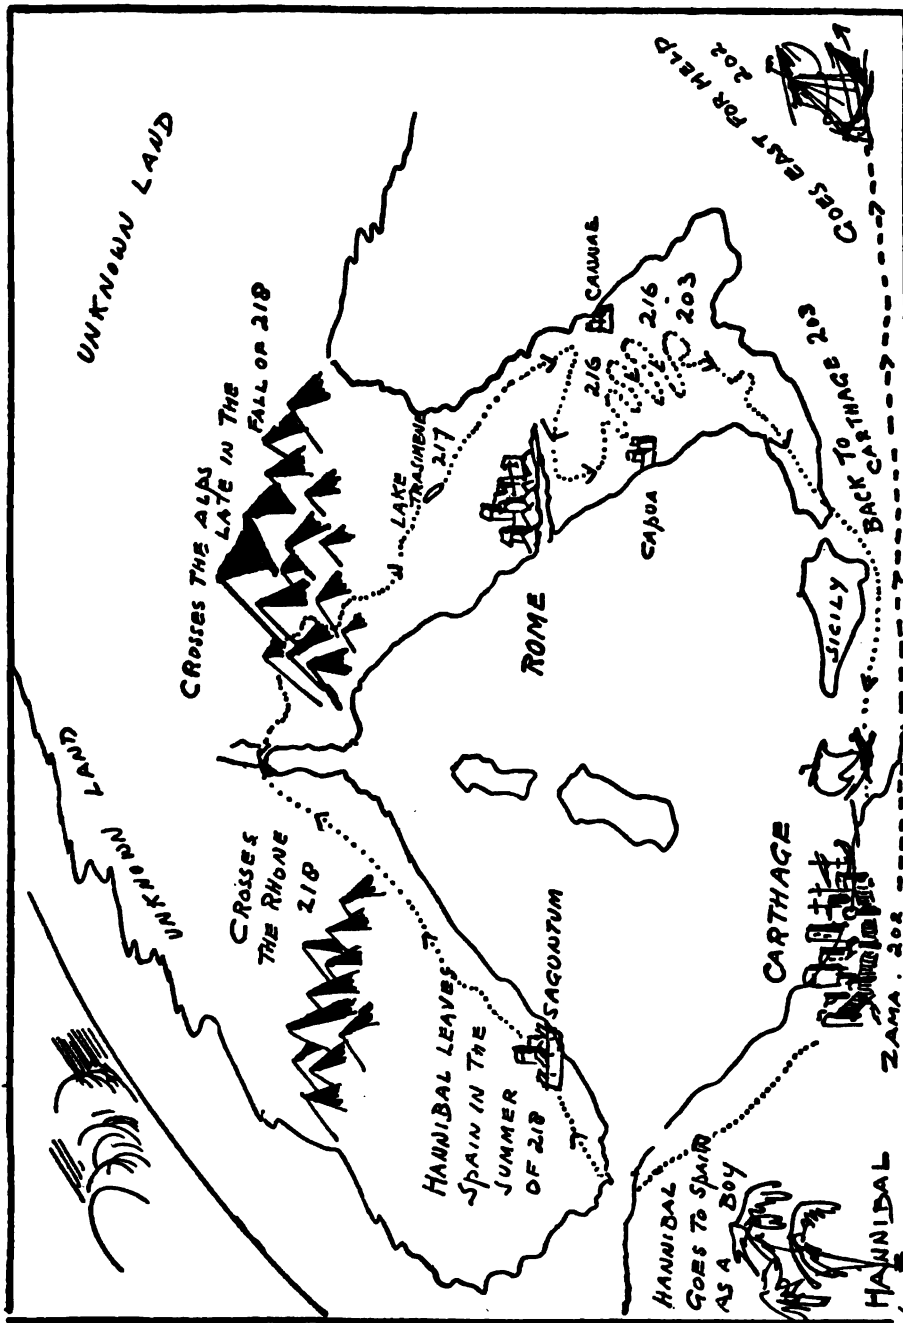 UNKNOWN LAND
UNKNOWN LAND
CROSSES THE ALPS
LATE IN THE
FALL OF 218
CROSSES
THE RHONE
218
HANNIBAL LEAVES
SPAIN IN THE
SUMMER
OF 218
SAGUNTUM
LAKE
TRASIMENE
217
ROME
CANNAE
216
216
-
203
CAPUA
GOES EAST FOR HELP
202
SICILY
BACK TO
CARTHAGE 203
CARTHAGE
HANNIBAL
GOES TO SPAIN
AS A
BOY
ZAMA. 202
HANNIBAL